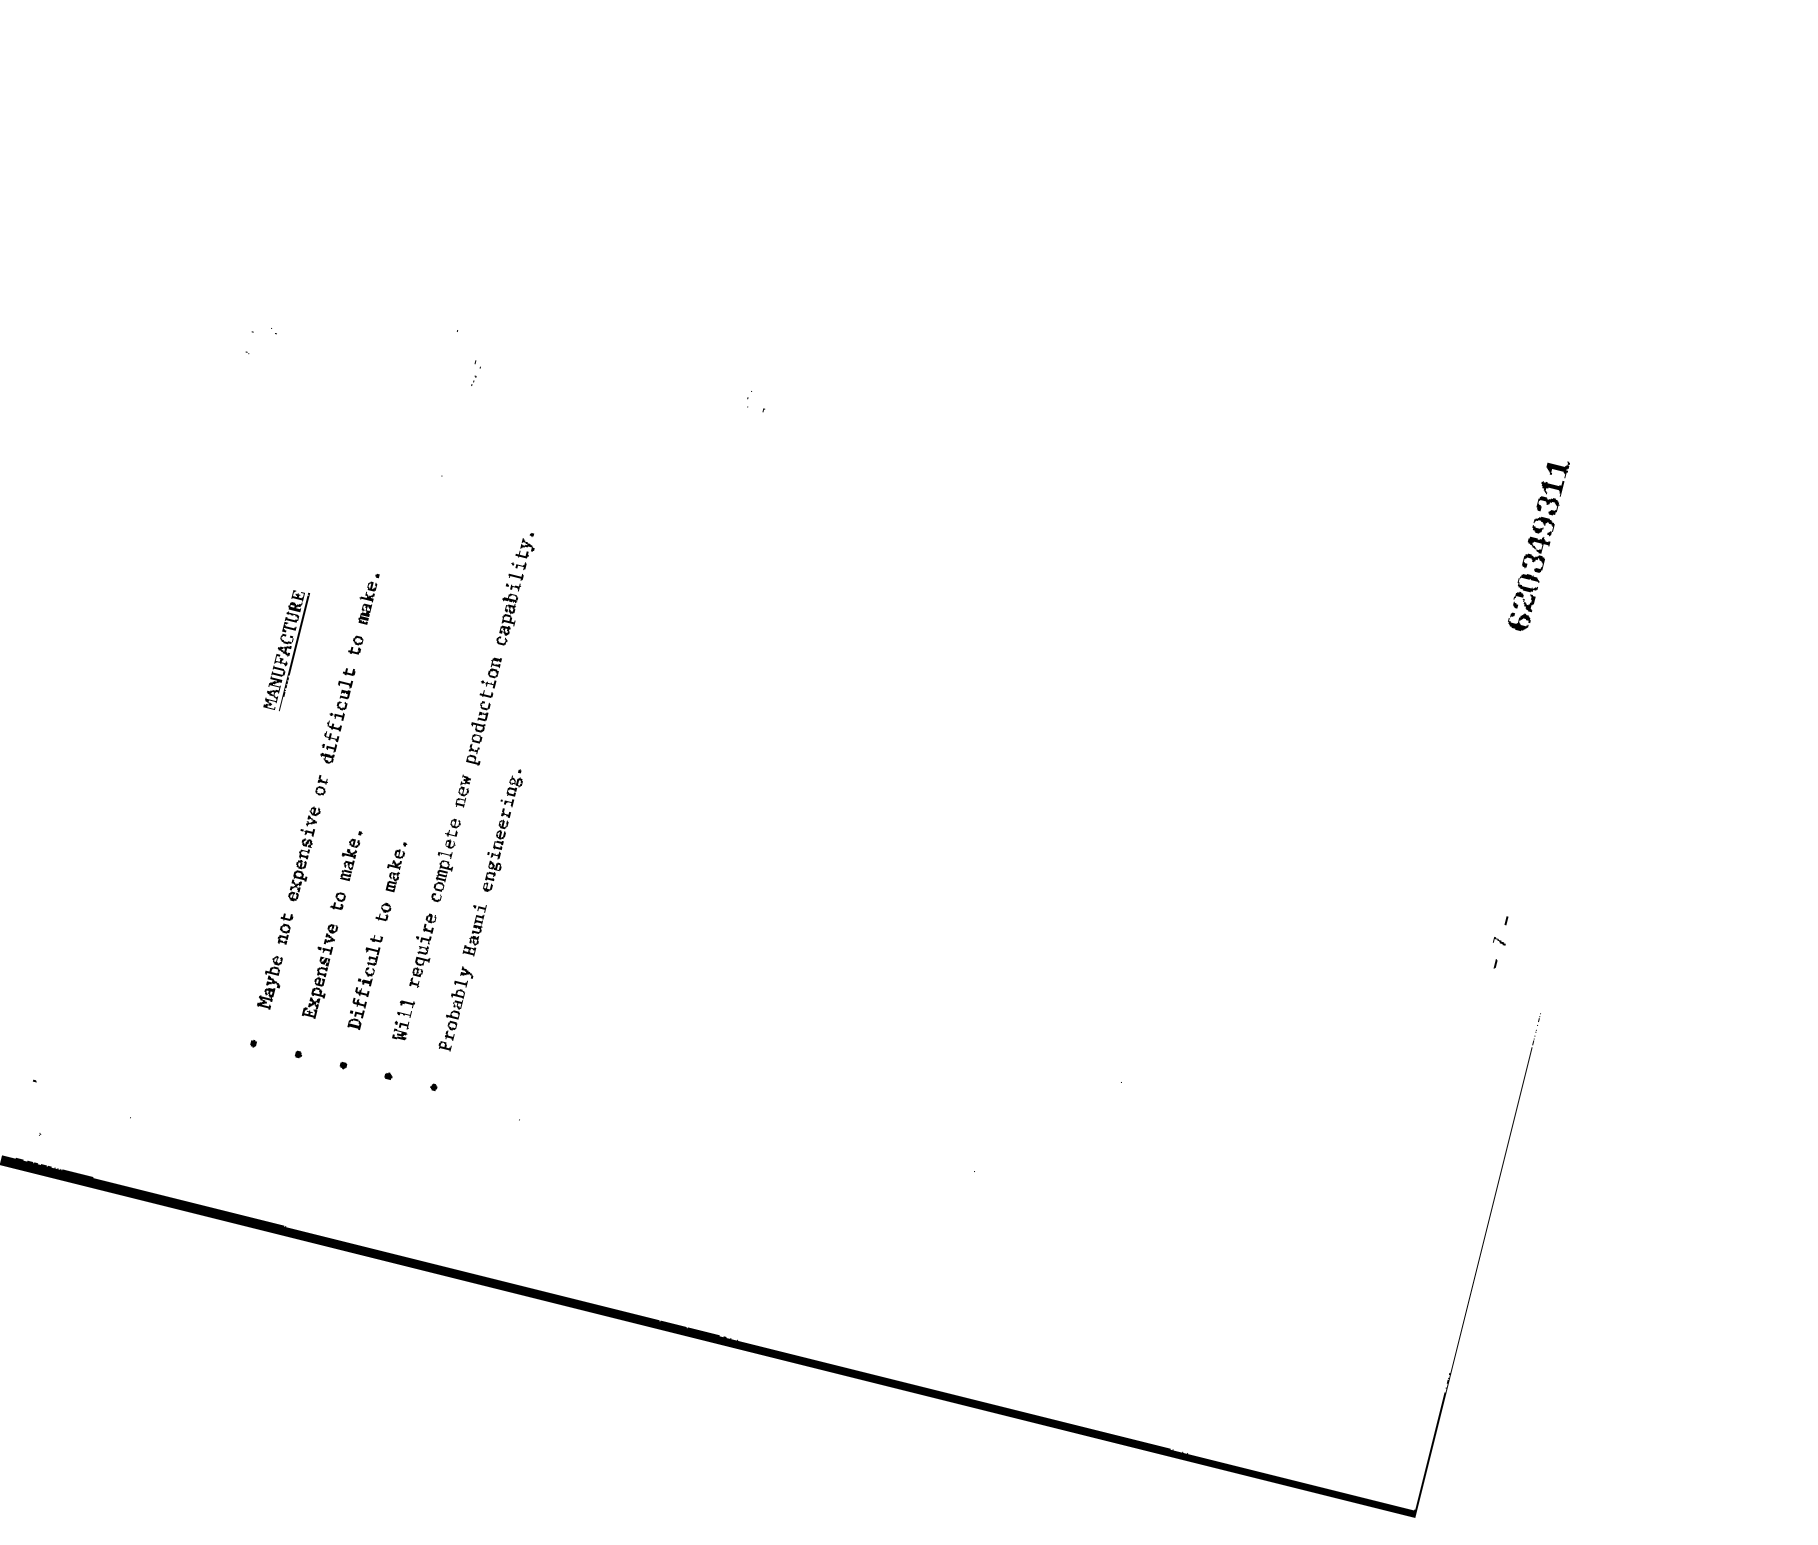 MANUFACTURE
• Maybe not expensive or difficult to make.
• Expensive to make.
• Difficult to make.
• Will require complete new production capability.
• Probably Hauni engineering.
- 7 -
620349311